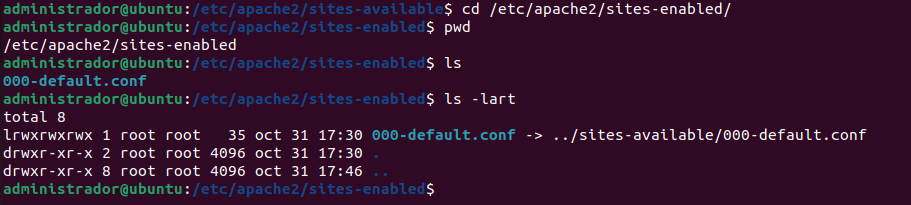 administrador@ubuntu:/etc/apache2/sites-available$ cd /etc/apache2/sites-enabled/
administrador@ubuntu:/etc/apache2/sites-enabled$ pwd
/etc/apache2/sites-enabled
administrador@ubuntu:/etc/apache2/sites-enabled$ ls
000-default.conf
administrador@ubuntu:/etc/apache2/sites-enabled$ ls -lart
total 8
lrwxrwxrwx 1 root root   35 oct 31 17:30 000-default.conf -> ../sites-available/000-default.conf
drwxr-xr-x 2 root root 4096 oct 31 17:30 .
drwxr-xr-x 8 root root 4096 oct 31 17:46 ..
administrador@ubuntu:/etc/apache2/sites-enabled$